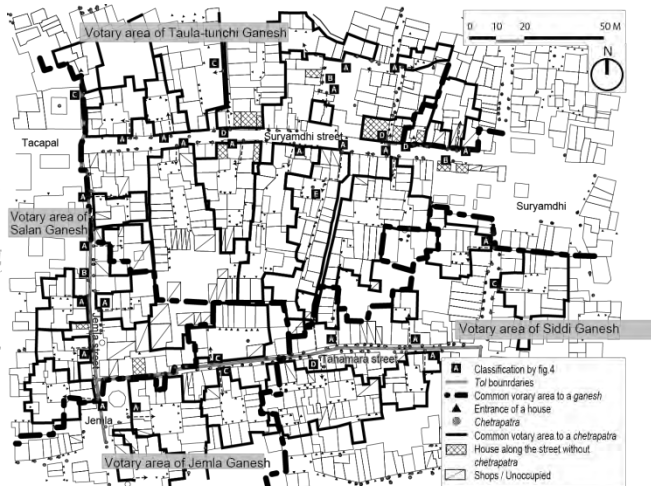 Votary area of Taula-tunchi Ganesh
0 10 20 50 M
N
C
A
A
B
A
C
A
A
A
D
Suryamdhi street
A
A
A
D
A
D
A
B
Tacapal
A
E
Suryamdhi
Votary area of
Salan Ganesh
A
A
B
A
A
C
Jemla street
Votary area of Siddi Ganesh
A
A
A
C
Tahamara street
C
D
A
A
A
Jemla
Votary area of Jemla Ganesh
A Classification by fig.4
Tol bounrdaries
Common vorary area to a ganesh
Entrance of a house
Chetrapatra
Common votary area to a chetrapatra
House along the street without
chetrapatra
Shops / Unoccupied